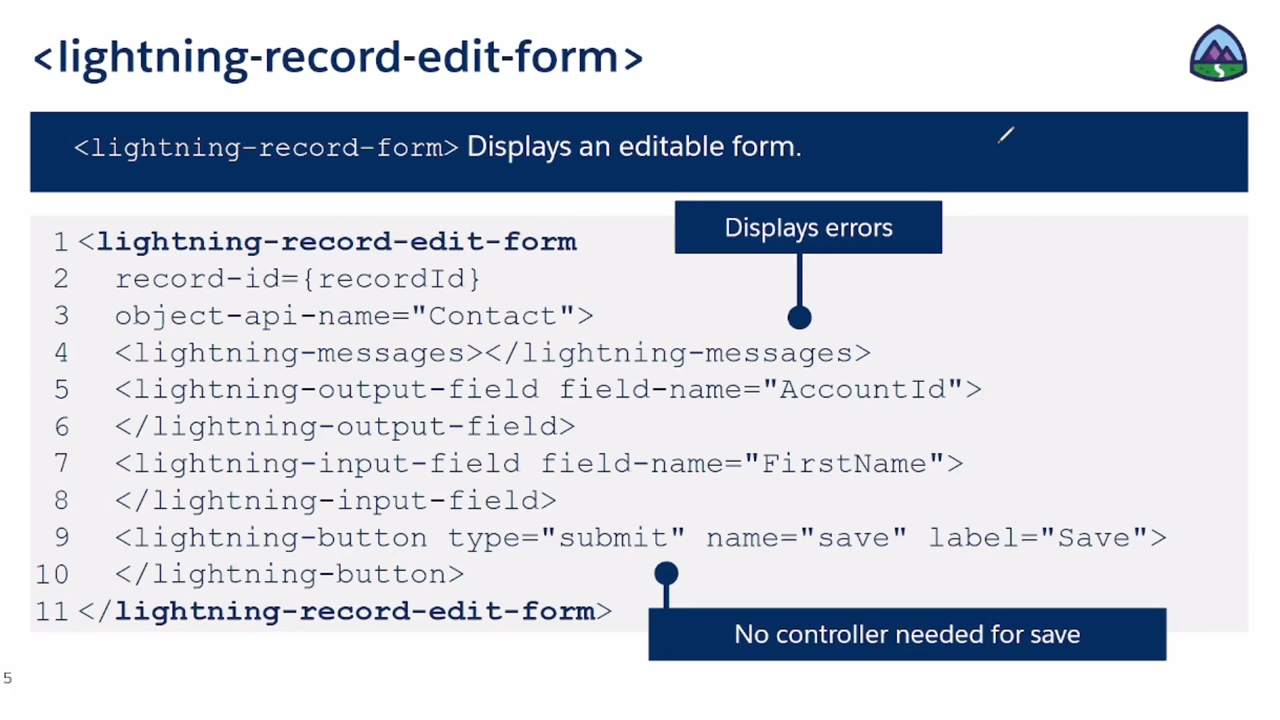 <lightning-record-edit-form>
<lightning-record-form> Displays an editable form.
Displays errors
1 <lightning-record-edit-form
2 record-id={recordId}
3 object-api-name="Contact">
4 <lightning-messages></lightning-messages>
5 <lightning-output-field field-name="AccountId">
6 </lightning-output-field>
7 <lightning-input-field field-name="FirstName">
8 </lightning-input-field>
9 <lightning-button type="submit" name="save" label="Save">
10 </lightning-button>
11 </lightning-record-edit-form>
No controller needed for save
5